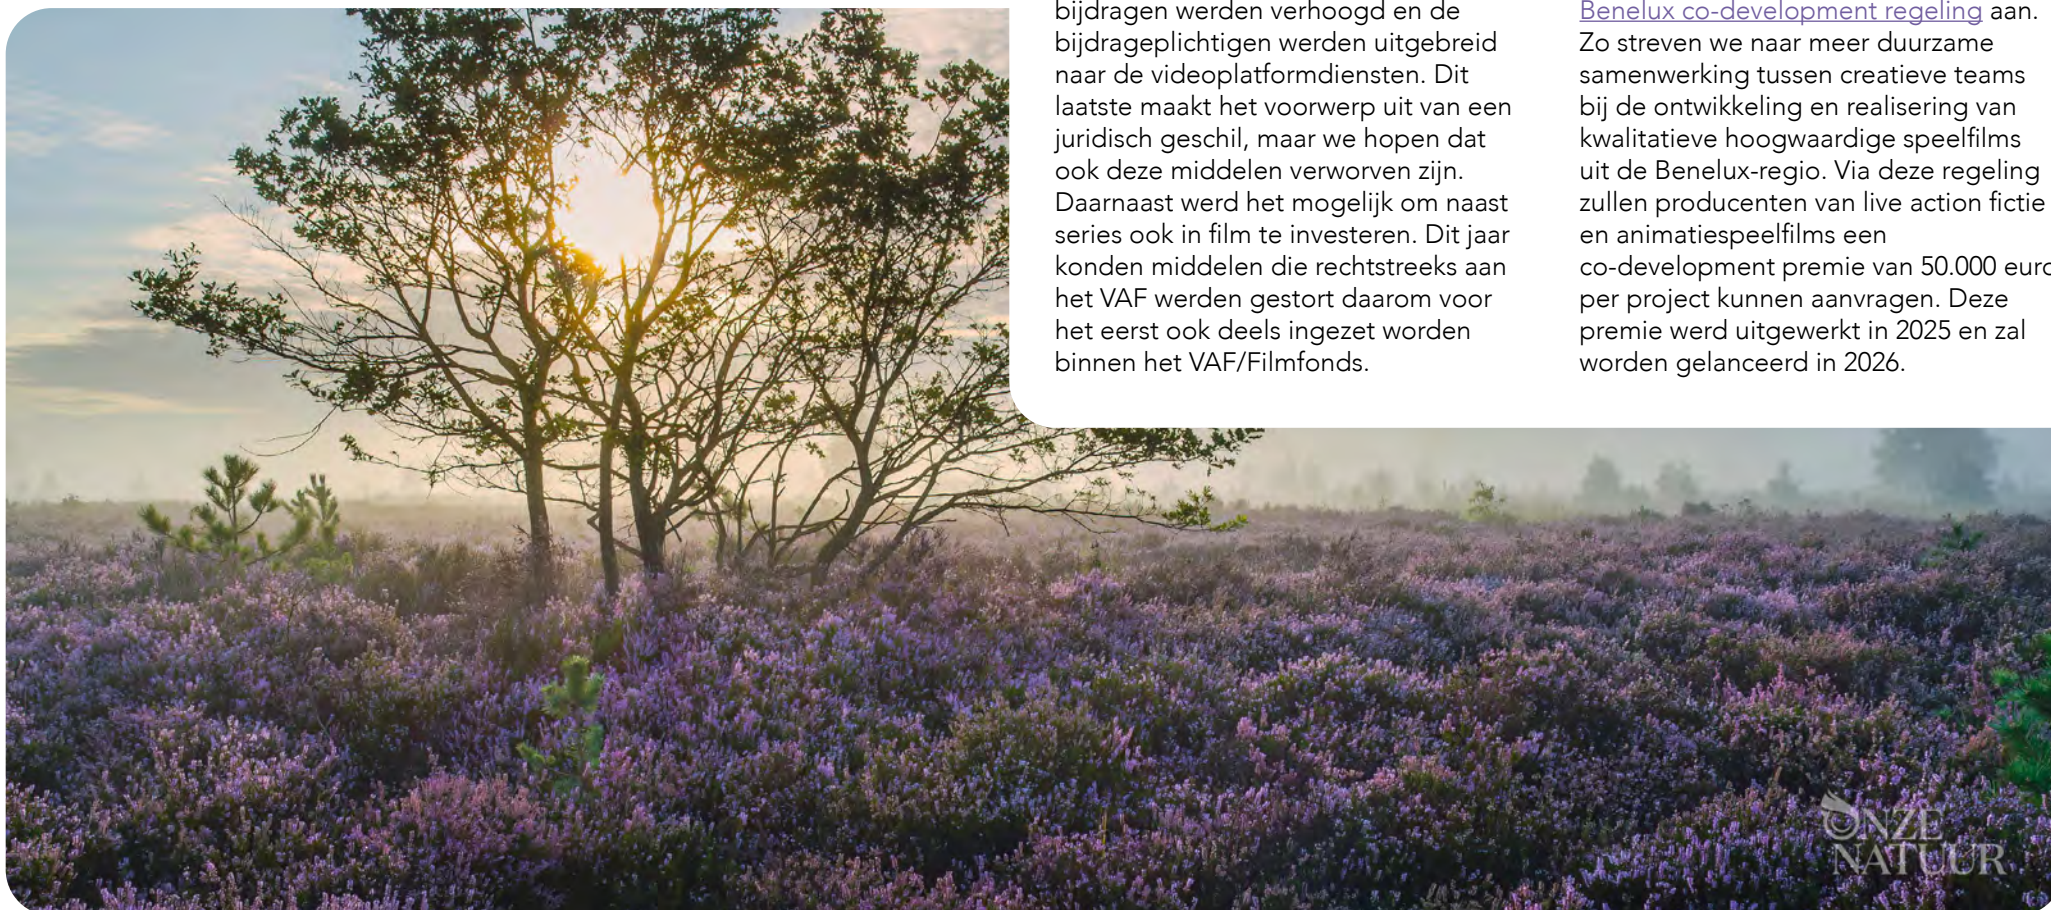 bijdragen werden verhoogd en de
bijdrageplichtigen werden uitgebreid
naar de videoplatformdiensten. Dit
laatste maakt het voorwerp uit van een
juridisch geschil, maar we hopen dat
ook deze middelen verworven zijn.
Daarnaast werd het mogelijk om naast
series ook in film te investeren. Dit jaar
konden middelen die rechtstreeks aan
het VAF werden gestort daarom voor
het eerst ook deels ingezet worden
binnen het VAF/Filmfonds.
Benelux co-development regeling aan.
Zo streven we naar meer duurzame
samenwerking tussen creatieve teams
bij de ontwikkeling en realisering van
kwalitatieve hoogwaardige speelfilms
uit de Benelux-regio. Via deze regeling
zullen producenten van live action fictie
en animatiespeelfilms een
co-development premie van 50.000 euro
per project kunnen aanvragen. Deze
premie werd uitgewerkt in 2025 en zal
worden gelanceerd in 2026.
ONZE
NATUUR